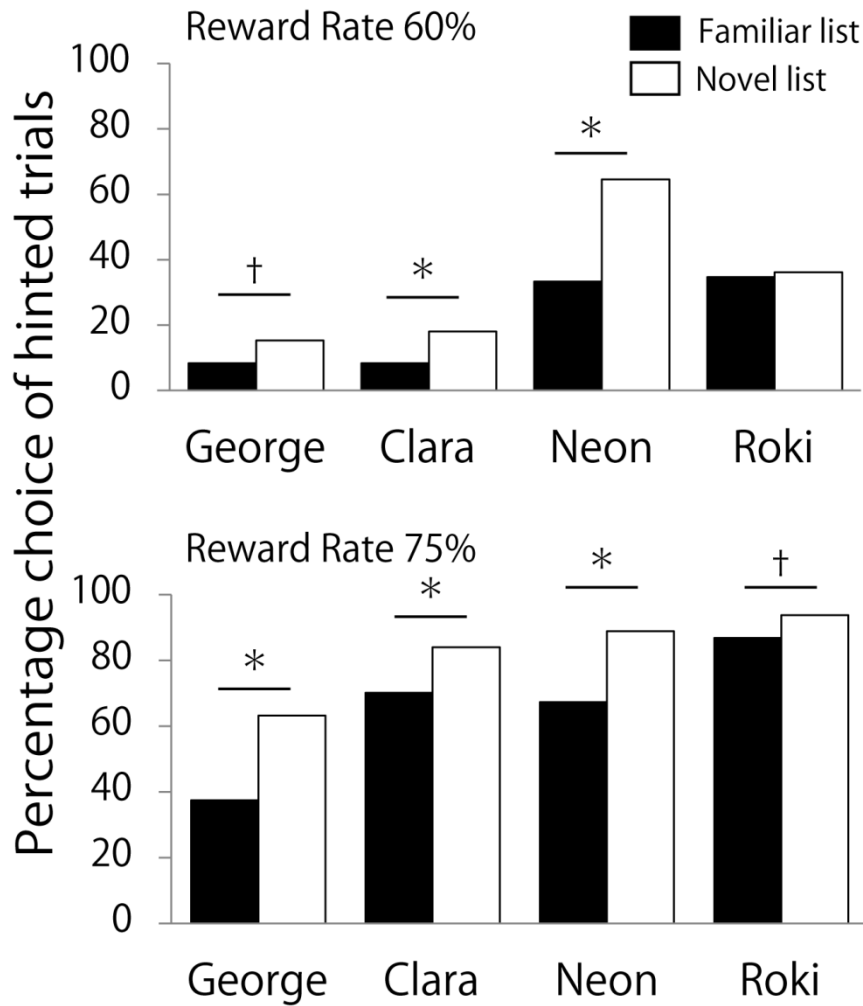 Percentage choice of hinted trials
Reward Rate 60%
Familiar list
Novel list
100
80
60
40
20
0
†
*
*
George Clara Neon Roki
Reward Rate 75%
100
80
60
40
20
0
*
*
*
†
George Clara Neon Roki